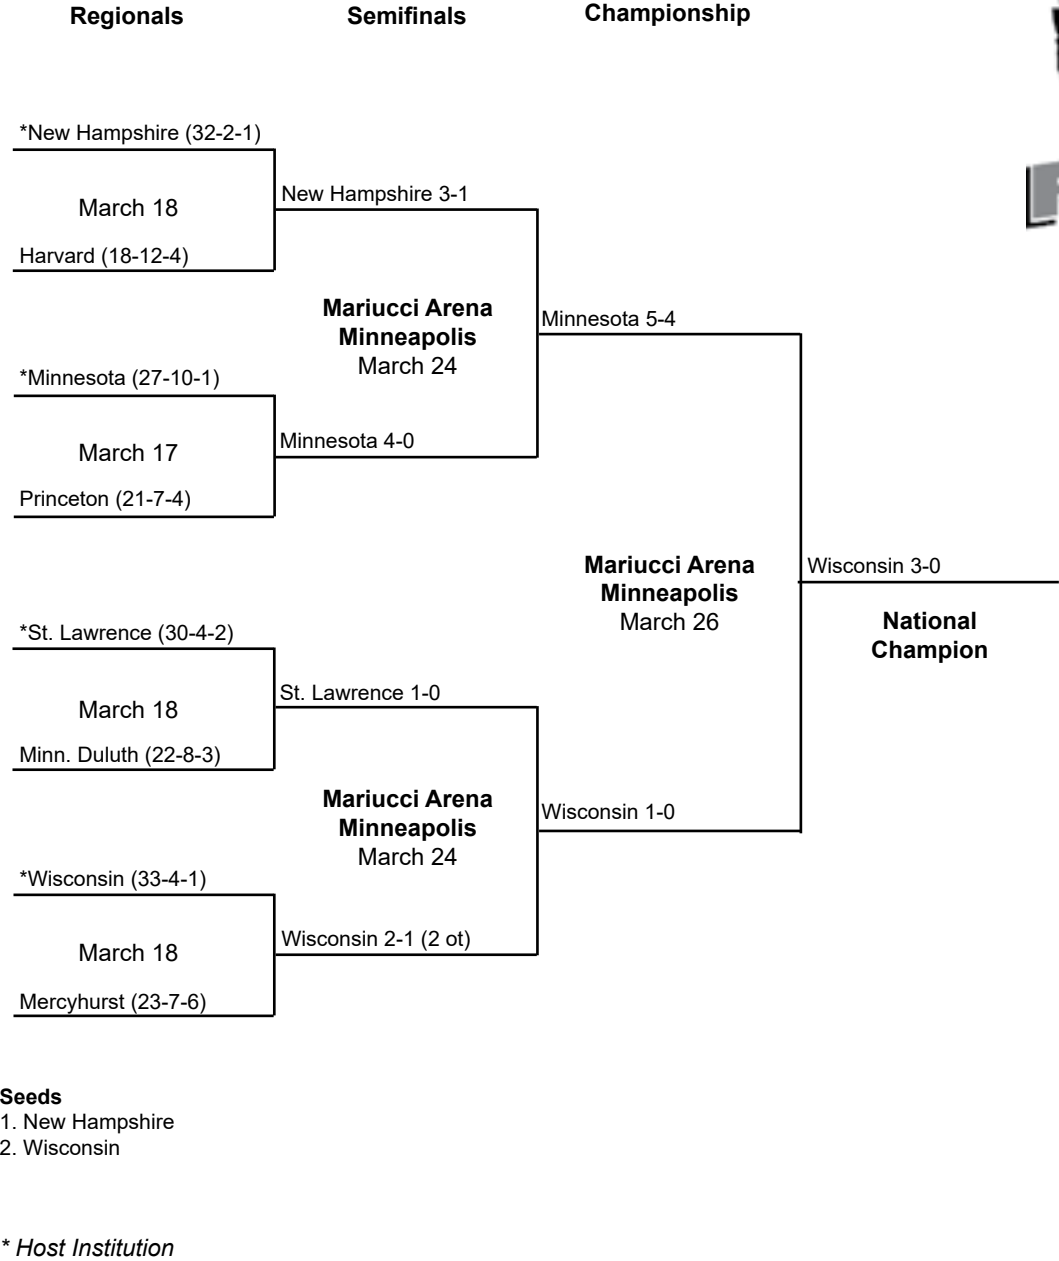 Regionals
Semifinals
Championship
*New Hampshire (32-2-1)
March 18
Harvard (18-12-4)
New Hampshire 3-1
Mariucci Arena
Minneapolis
March 24
*Minnesota (27-10-1)
March 17
Princeton (21-7-4)
Minnesota 4-0
Minnesota 5-4
Mariucci Arena
Minneapolis
March 26
Wisconsin 3-0
National
Champion
*St. Lawrence (30-4-2)
March 18
Minn. Duluth (22-8-3)
St. Lawrence 1-0
Mariucci Arena
Minneapolis
March 24
Wisconsin 1-0
*Wisconsin (33-4-1)
March 18
Mercyhurst (23-7-6)
Wisconsin 2-1 (2 ot)
Seeds
1. New Hampshire
2. Wisconsin
* Host Institution